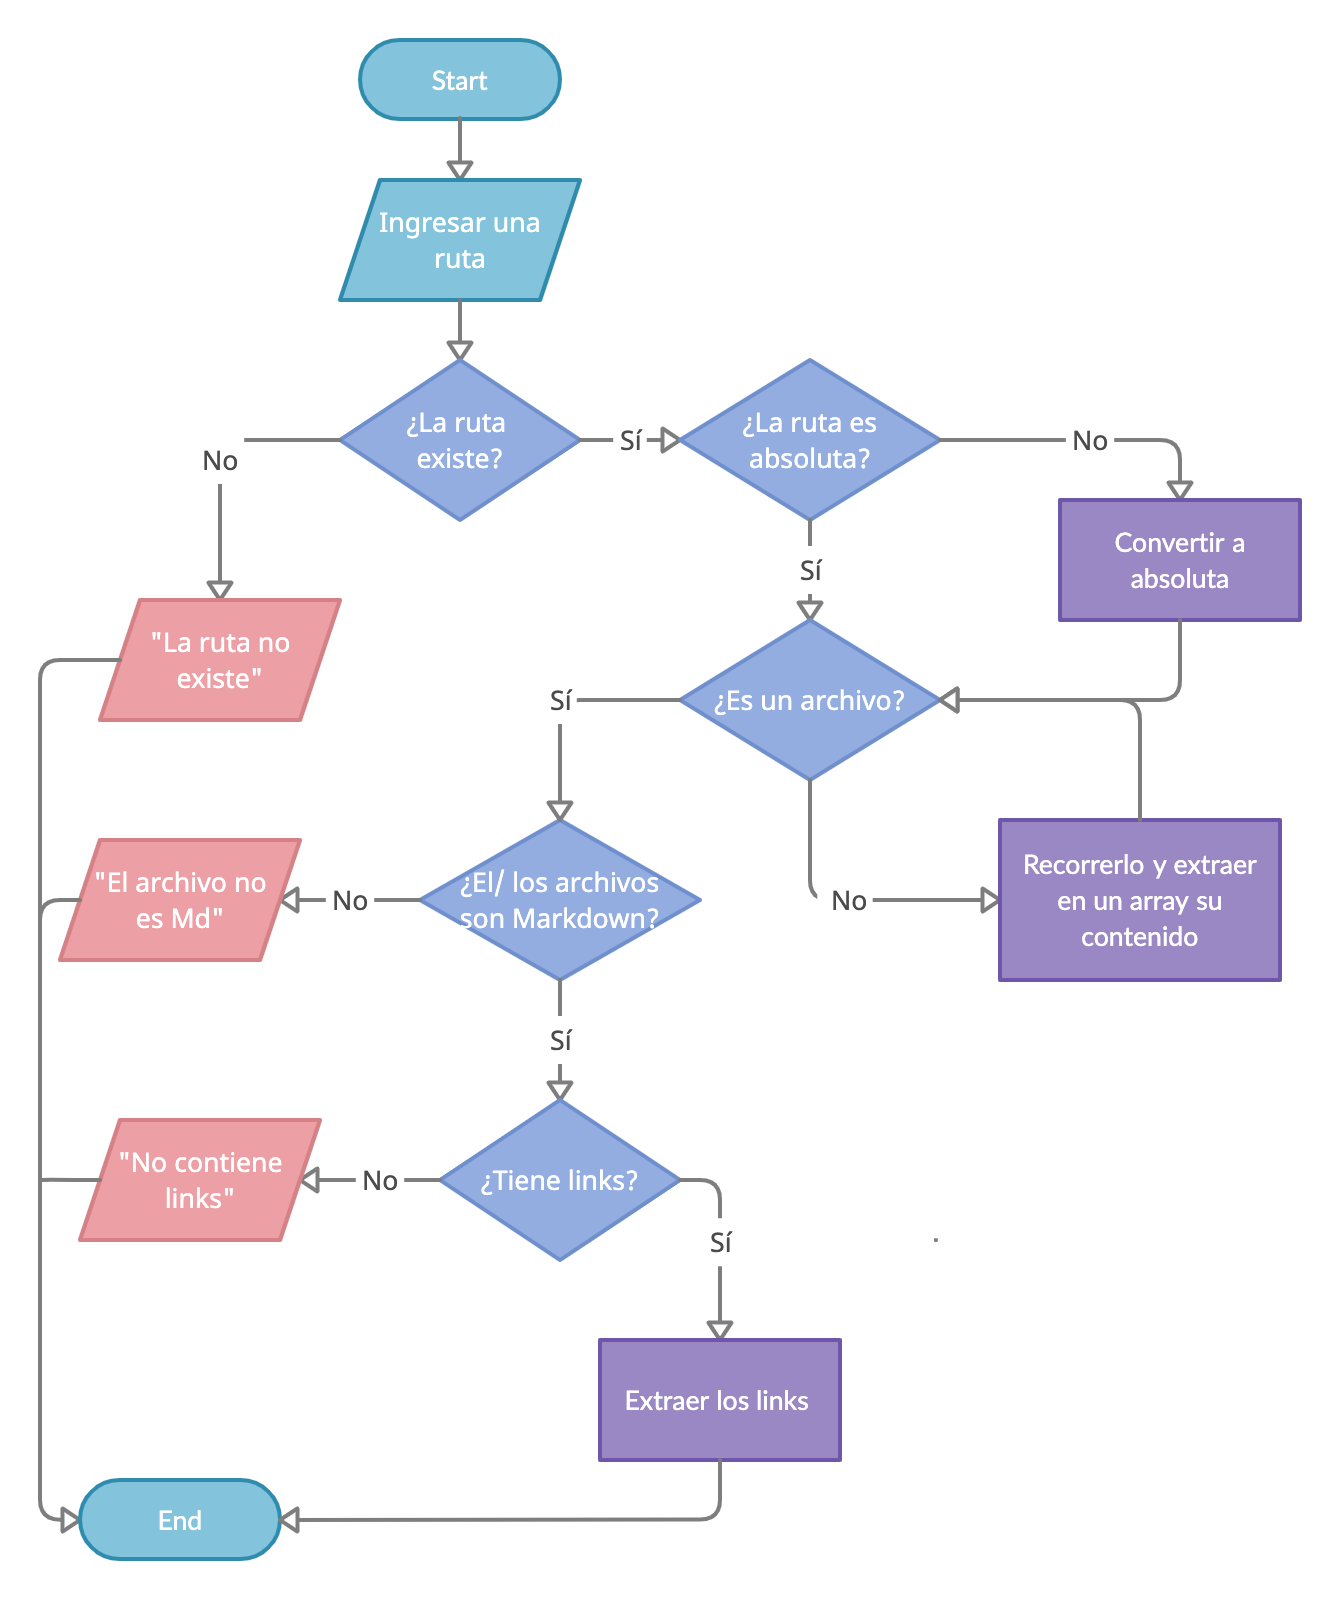 Start
Ingresar una
ruta
¿La ruta
existe?
Sí
¿La ruta es
absoluta?
No
No
Convertir a
absoluta
Sí
"La ruta no
existe"
Sí
¿Es un archivo?
"El archivo no
es Md"
No
¿El/ los archivos
son Markdown?
No
Recorrerlo y extraer
en un array su
contenido
Sí
"No contiene
links"
No
¿Tiene links?
Sí
Extraer los links
End